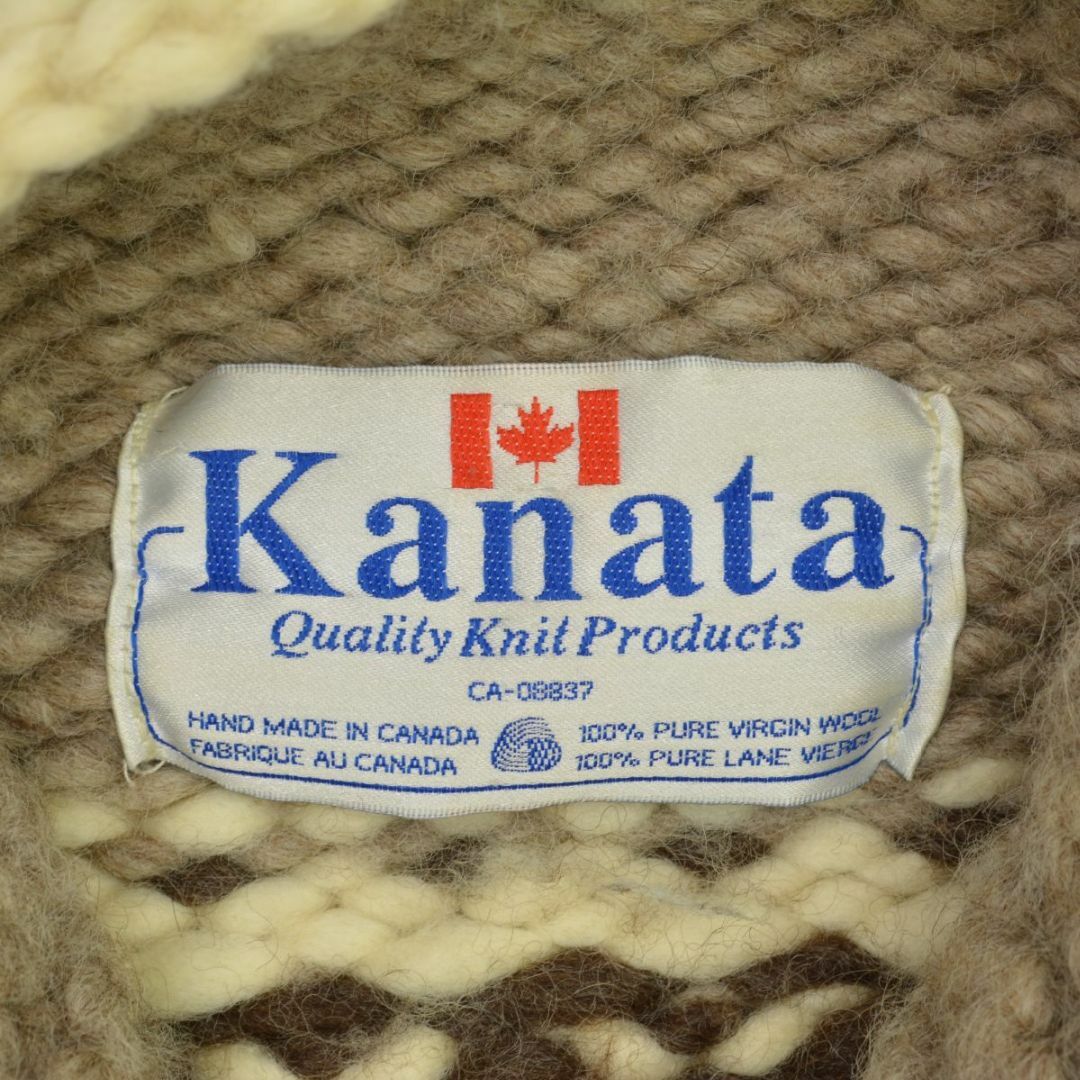 Kanata
Quality Knit Products
CA-08837
HAND MADE IN CANADA
FABRIQUE AU CANADA
100% PURE VIRGIN WOOL
100% PURE LANE VIERGE